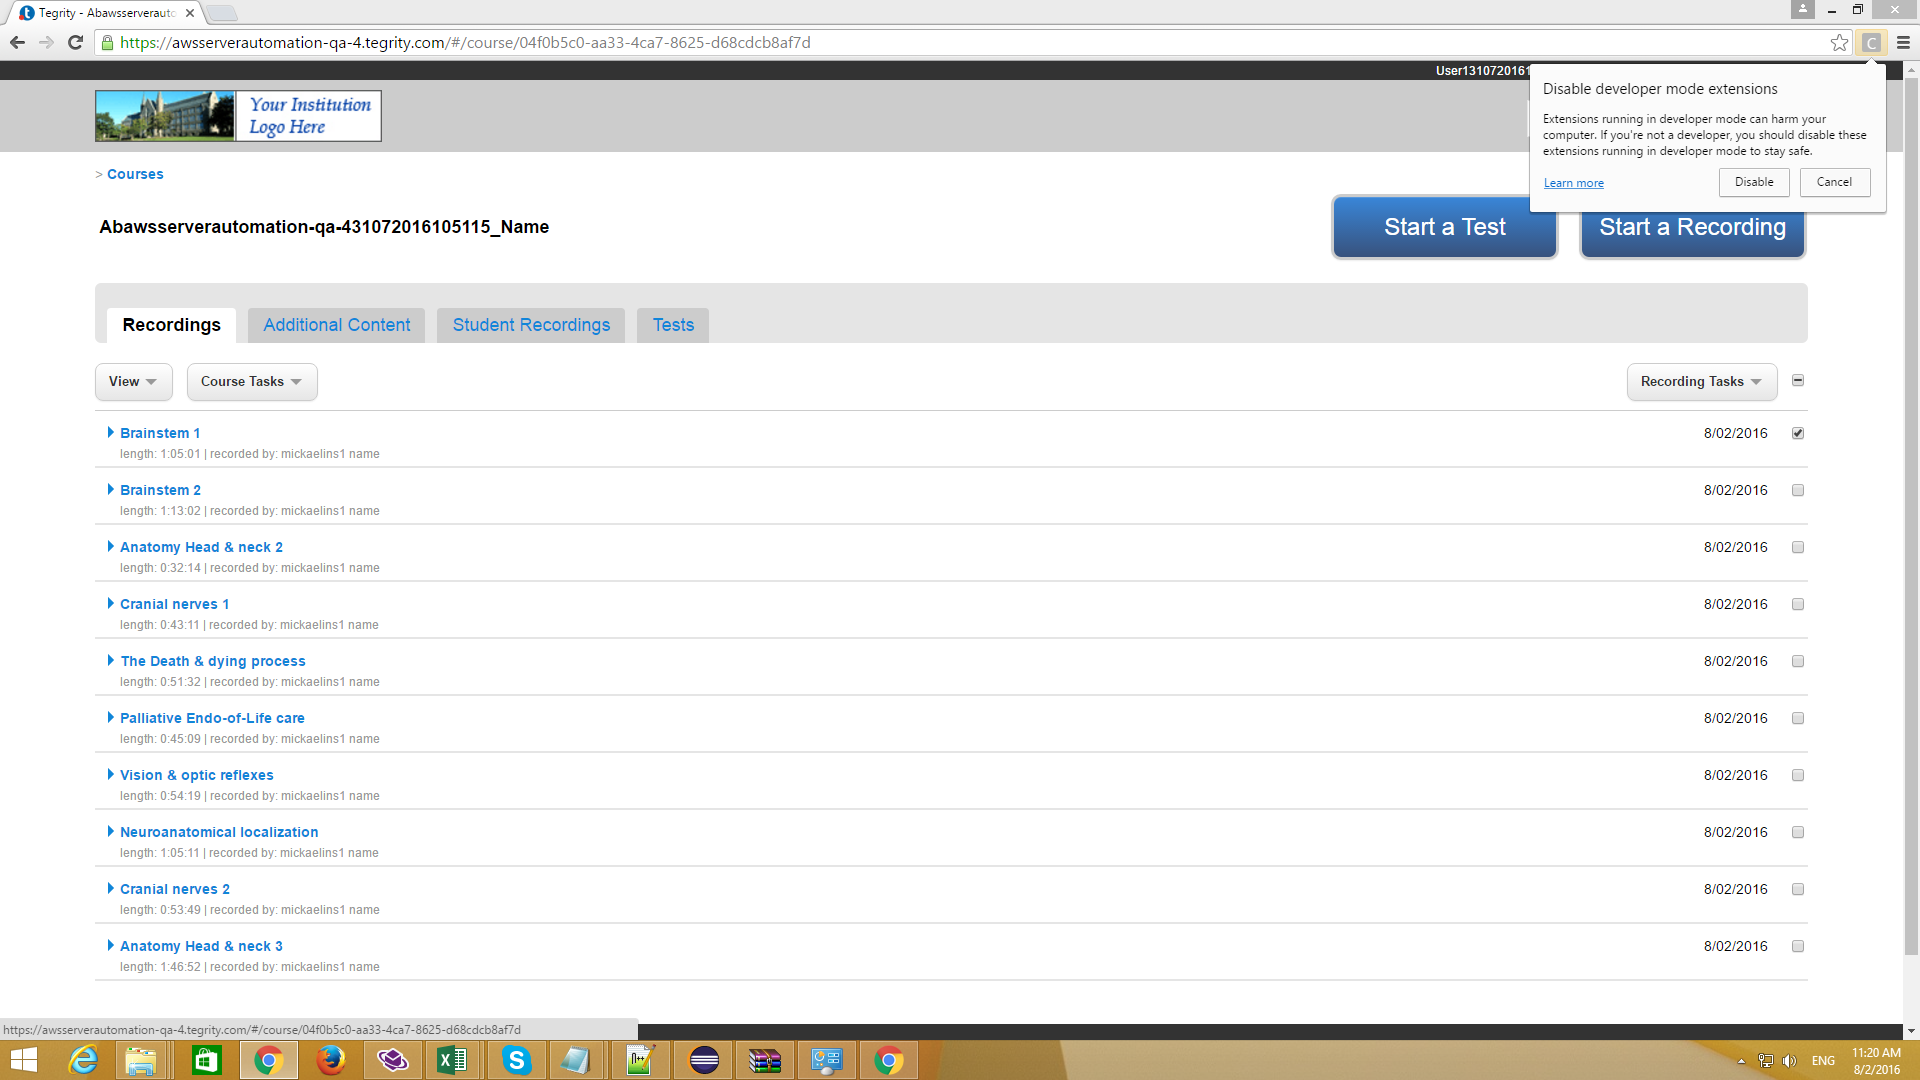 Tegrity - Abawsserverauto
https://awsserverautomation-qa-4.tegrity.com/#/course/04f0b5c0-aa33-4ca7-8625-d68cdcb8af7d
C
User1310720161
Your Institution
Logo Here
Disable developer mode extensions
Extensions running in developer mode can harm your
computer. If you're not a developer, you should disable these
extensions running in developer mode to stay safe.
Learn more
Disable
Cancel
> Courses
Abawsserverautomation-qa-431072016105115_Name
Start a Test
Start a Recording
Recordings
Additional Content
Student Recordings
Tests
View
Course Tasks
Recording Tasks
Brainstem 1
8/02/2016
length: 1:05:01 | recorded by: mickaelins1 name
Brainstem 2
8/02/2016
length: 1:13:02 | recorded by: mickaelins1 name
Anatomy Head & neck 2
8/02/2016
length: 0:32:14 | recorded by: mickaelins1 name
Cranial nerves 1
8/02/2016
length: 0:43:11 | recorded by: mickaelins1 name
The Death & dying process
8/02/2016
length: 0:51:32 | recorded by: mickaelins1 name
Palliative Endo-of-Life care
8/02/2016
length: 0:45:09 | recorded by: mickaelins1 name
Vision & optic reflexes
8/02/2016
length: 0:54:19 | recorded by: mickaelins1 name
Neuroanatomical localization
8/02/2016
length: 1:05:11 | recorded by: mickaelins1 name
Cranial nerves 2
8/02/2016
length: 0:53:49 | recorded by: mickaelins1 name
Anatomy Head & neck 3
8/02/2016
length: 1:46:52 | recorded by: mickaelins1 name
https://awsserverautomation-qa-4.tegrity.com/#/course/04f0b5c0-aa33-4ca7-8625-d68cdcb8af7d
ENG
11:20 AM
8/2/2016